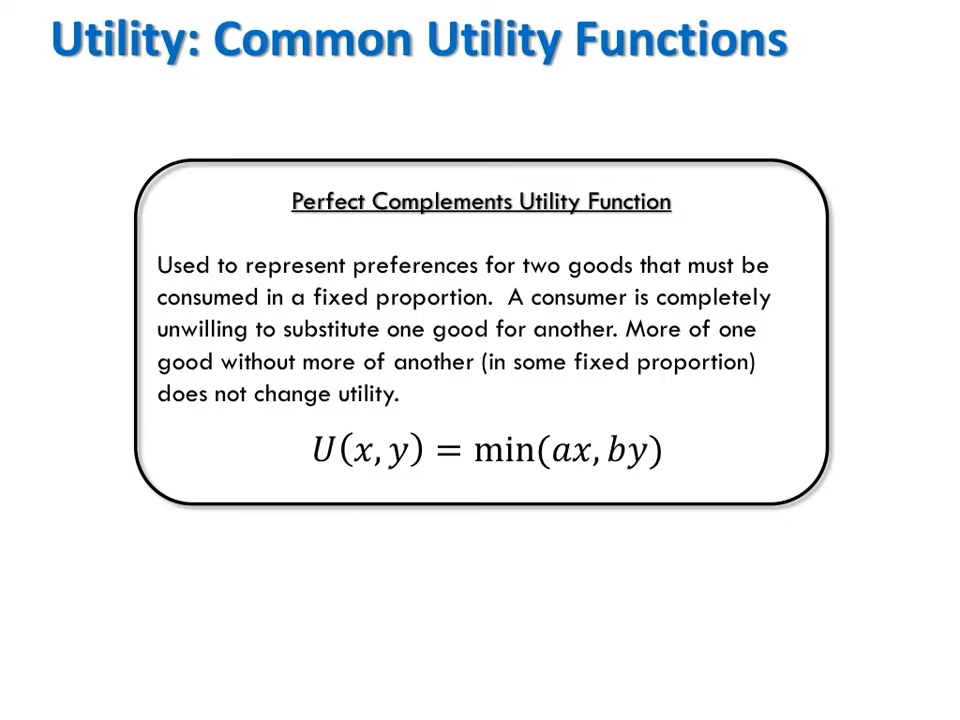 Utility: Common Utility Functions
Perfect Complements Utility Function
Used to represent preferences for two goods that must be
consumed in a fixed proportion.  A consumer is completely
unwilling to substitute one good for another. More of one
good without more of another (in some fixed proportion)
does not change utility.
U(x, y) = min(ax, by)